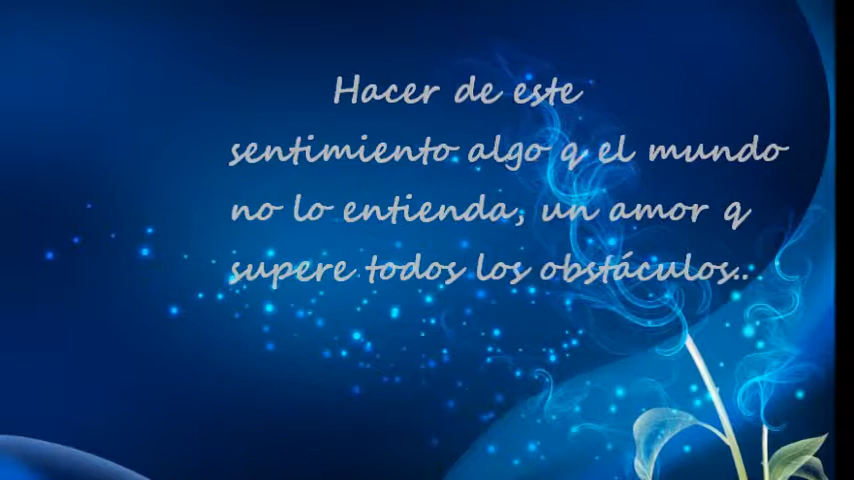 Hacer de este
sentimiento algo q el mundo
no lo entienda, un amor q
supere todos los obstáculos..